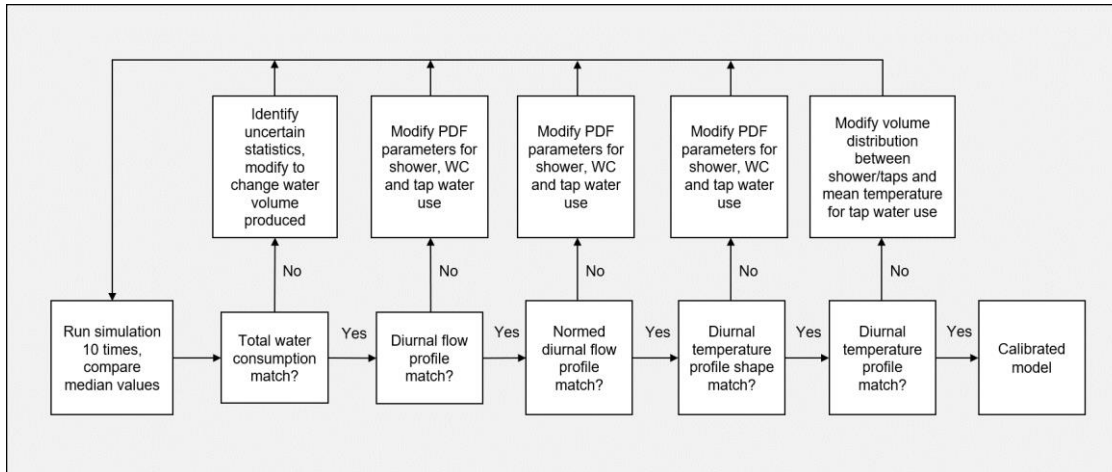 Identify
uncertain
statistics,
modify to
change water
volume
produced
Modify PDF
parameters for
shower, WC
and tap water
use
Modify PDF
parameters for
shower, WC
and tap water
use
Modify PDF
parameters for
shower, WC
and tap water
use
Modify volume
distribution
between
shower/taps and
mean temperature
for tap water use
No
No
No
No
No
Run simulation
10 times,
compare
median values
Total water
consumption
match?
Yes
Diurnal flow
profile
match?
Yes
Normed
diurnal flow
profile
match?
Yes
Diurnal
temperature
profile shape
match?
Yes
Diurnal
temperature
profile
match?
Yes
Calibrated
model